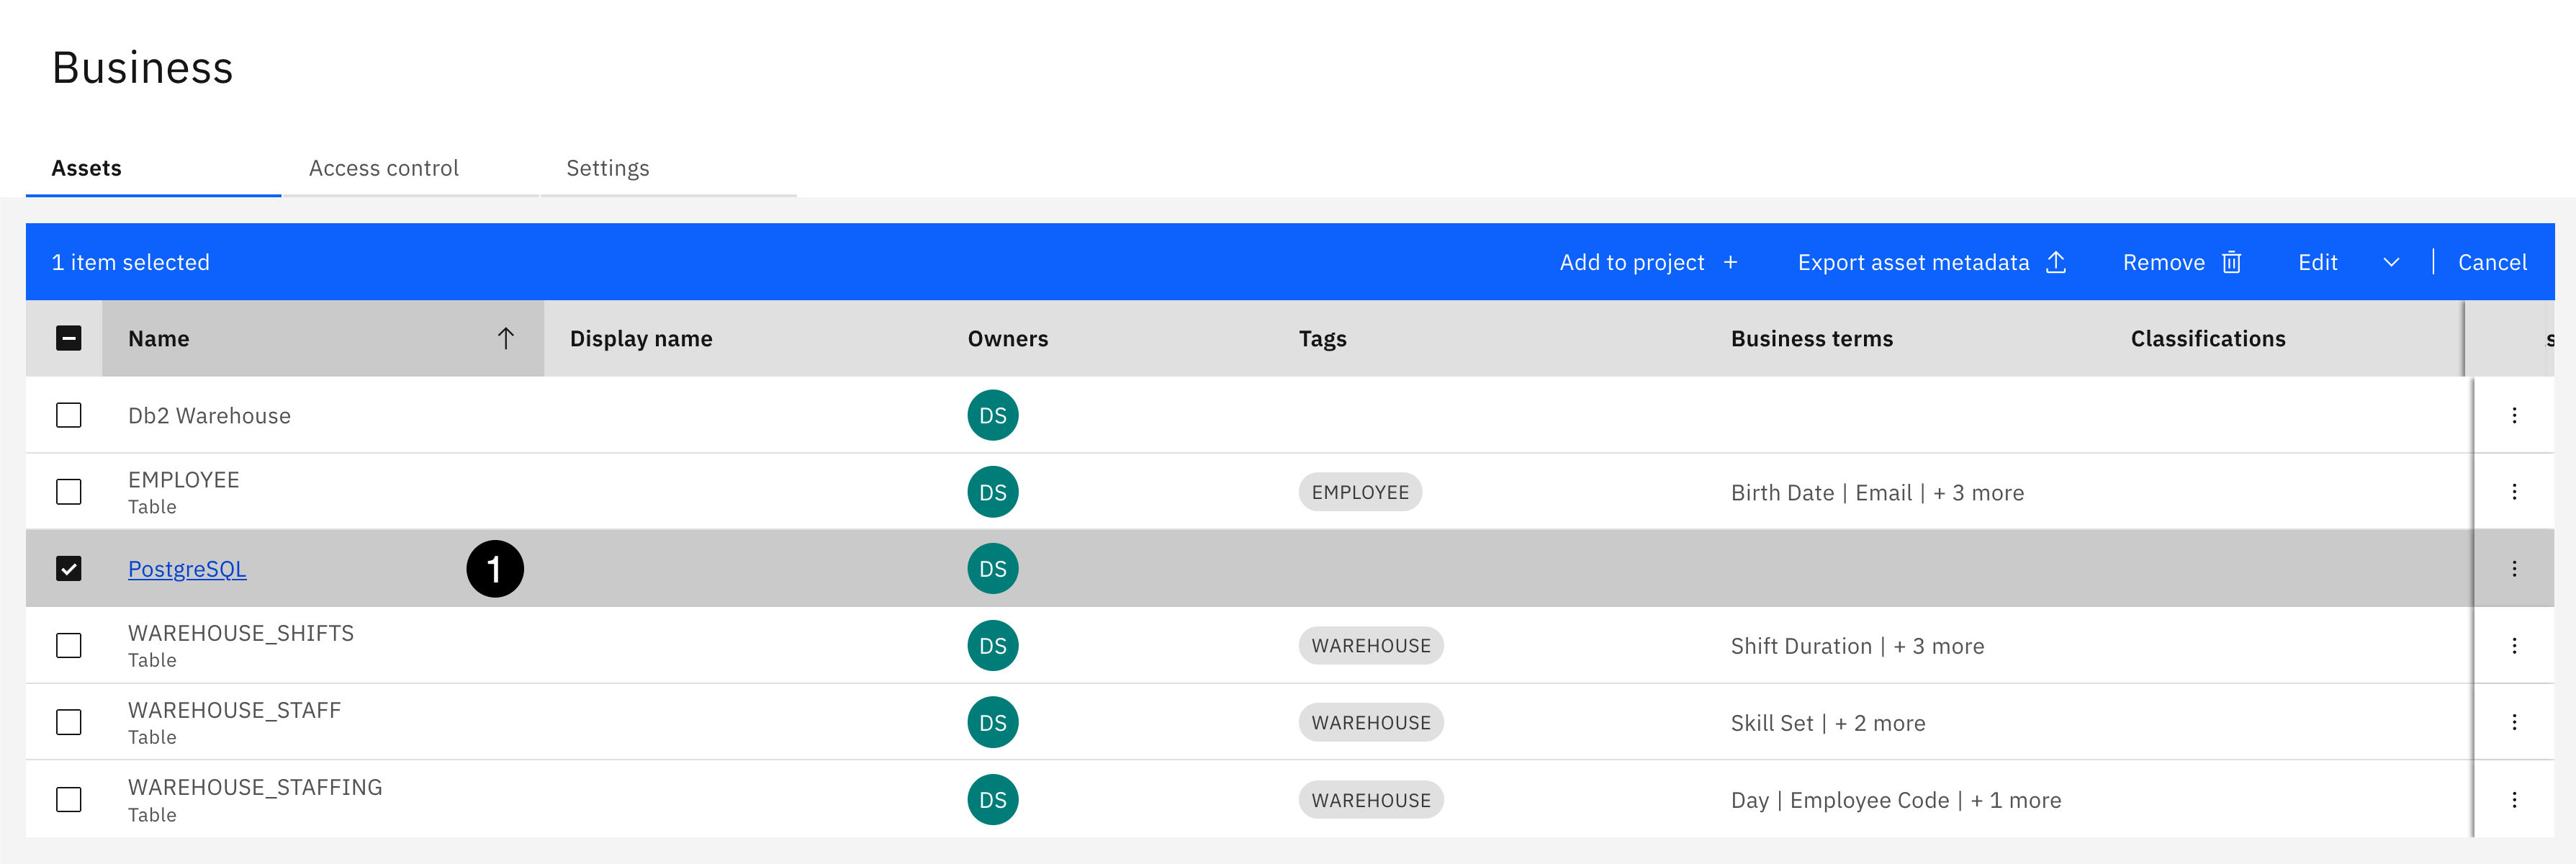 Business
Assets Access control Settings
1 item selected Add to project + Export asset metadata Remove Edit | Cancel
Name Display name Owners Tags Business terms Classifications s
Db2 Warehouse DS
EMPLOYEE
Table DS EMPLOYEE Birth Date | Email | + 3 more
PostgreSQL 1 DS
WAREHOUSE_SHIFTS
Table DS WAREHOUSE Shift Duration | + 3 more
WAREHOUSE_STAFF
Table DS WAREHOUSE Skill Set | + 2 more
WAREHOUSE_STAFFING
Table DS WAREHOUSE Day | Employee Code | + 1 more